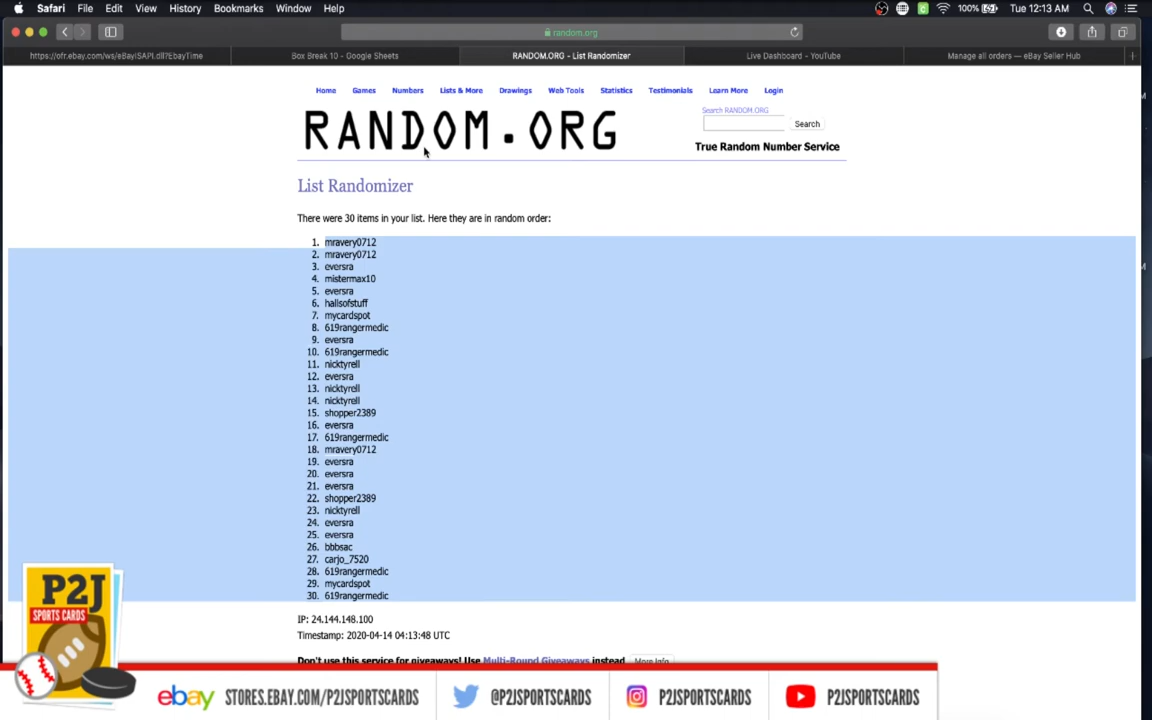 Safari File Edit View History Bookmarks Window Help 100% Tue 12:13 AM
random.org
https://ofr.ebay.com/ws/eBayISAPI.dll?EbayTime Box Break 10 - Google Sheets RANDOM.ORG - List Randomizer Live Dashboard - YouTube Manage all orders — eBay Seller Hub
Home Games Numbers Lists & More Drawings Web Tools Statistics Testimonials Learn More Login
Search RANDOM.ORG
Search
RANDOM.ORG
True Random Number Service
List Randomizer
There were 30 items in your list. Here they are in random order:
1. mravery0712
2. mravery0712
3. eversra
4. mistermax10
5. eversra
6. hallsofstuff
7. mycardspot
8. 619rangermedic
9. eversra
10. 619rangermedic
11. nicktyrell
12. eversra
13. nicktyrell
14. nicktyrell
15. shopper2389
16. eversra
17. 619rangermedic
18. mravery0712
19. eversra
20. eversra
21. eversra
22. shopper2389
23. nicktyrell
24. eversra
25. eversra
26. bbbsac
27. carjo_7520
28. 619rangermedic
29. mycardspot
30. 619rangermedic
IP: 24.144.148.100
Timestamp: 2020-04-14 04:13:48 UTC
Don't use this service for giveaways! Use Multi-Round Giveaways instead More Info
P2J
SPORTS CARDS
ebay STORES.EBAY.COM/P2JSPORTSCARDS @P2JSPORTSCARDS P2JSPORTSCARDS P2JSPORTSCARDS